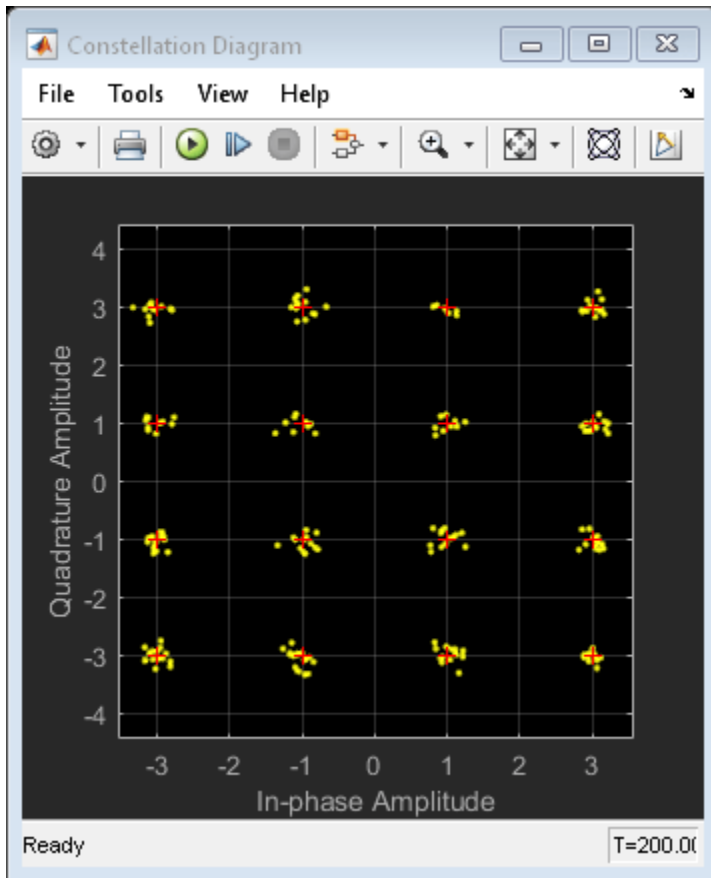 Constellation Diagram
File Tools View Help
4
3
2
1
0
-1
-2
-3
-4
Quadrature Amplitude
-3 -2 -1 0 1 2 3
In-phase Amplitude
Ready T=200.00